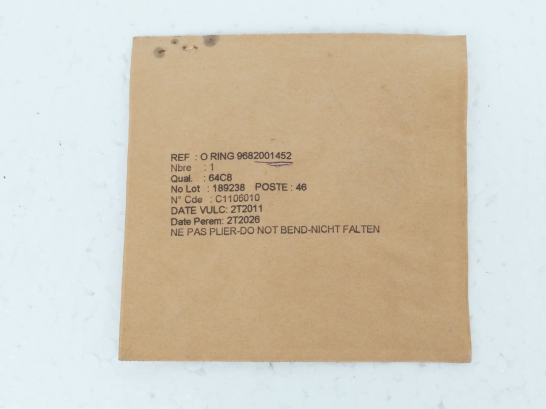 REF : O RING 9682001452
Nbre : 1
Qual. : 64C8
No Lot : 189238 POSTE : 46
N° Cde : C1106010
DATE VULC: 2T2011
Date Perem: 2T2026
NE PAS PLIER-DO NOT BEND-NICHT FALTEN